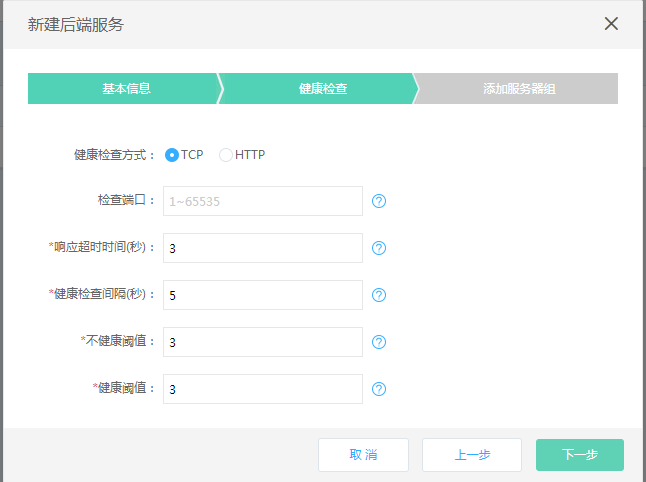 新建后端服务
基本信息 健康检查 添加服务器组
健康检查方式： TCP HTTP
检查端口： 1~65535
*响应超时时间(秒)： 3
*健康检查间隔(秒)： 5
*不健康阈值： 3
*健康阈值： 3
取 消 上一步 下一步